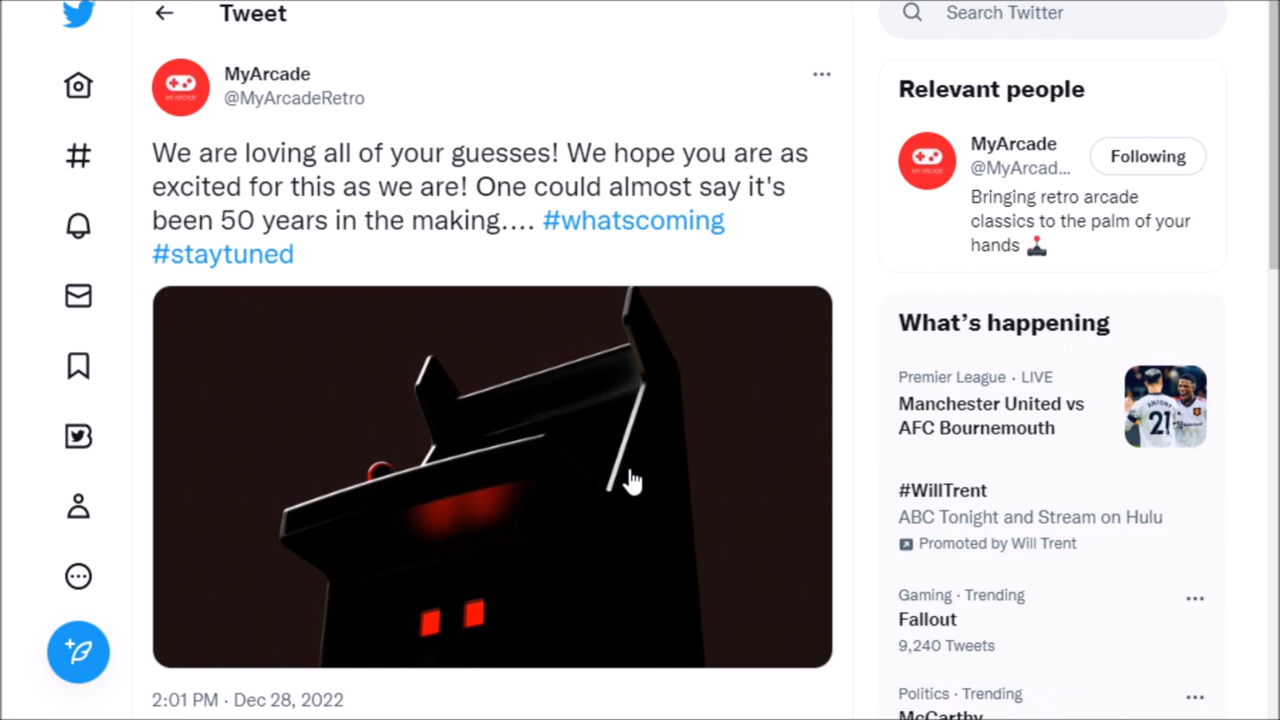 Tweet
MyArcade
@MyArcadeRetro
We are loving all of your guesses! We hope you are as
excited for this as we are! One could almost say it's
been 50 years in the making.... #whatscoming
#staytuned
2:01 PM · Dec 28, 2022
Search Twitter
Relevant people
MyArcade
@MyArcad...
Following
Bringing retro arcade
classics to the palm of your
hands
What's happening
Premier League · LIVE
Manchester United vs
AFC Bournemouth
ANTONY
21
#WillTrent
ABC Tonight and Stream on Hulu
Promoted by Will Trent
Gaming · Trending
Fallout
9,240 Tweets
Politics · Trending
McCarthy